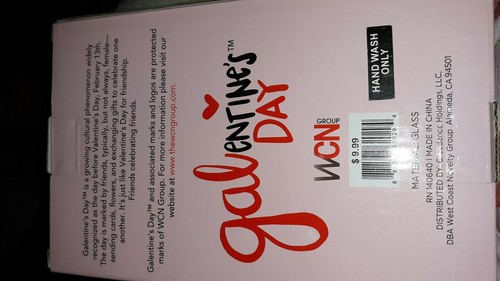 Galentine's Day™ is a growing cultural phenomenon widely
recognized as the day before Valentine's Day, February 13th.
The day is marked by friends, typically, but not always, female—
sending cards, flowers, and exchanging gifts to celebrate one
another. It's just like Valentine's Day for friendship.
Friends celebrating friends.
Galentine's Day™ and associated marks and logos are protected
marks of WCN Group. For more information please visit our
website at www.thewcngroup.com.
galentine's™
DAY
WCN GROUP
$ 9.99
HAND WASH
ONLY
MATERIAL: GLASS
RN 140640 | MADE IN CHINA
DISTRIBUTED BY: Holdings, LLC,
DBA West Coast Novelty Group Alameda, CA 94501